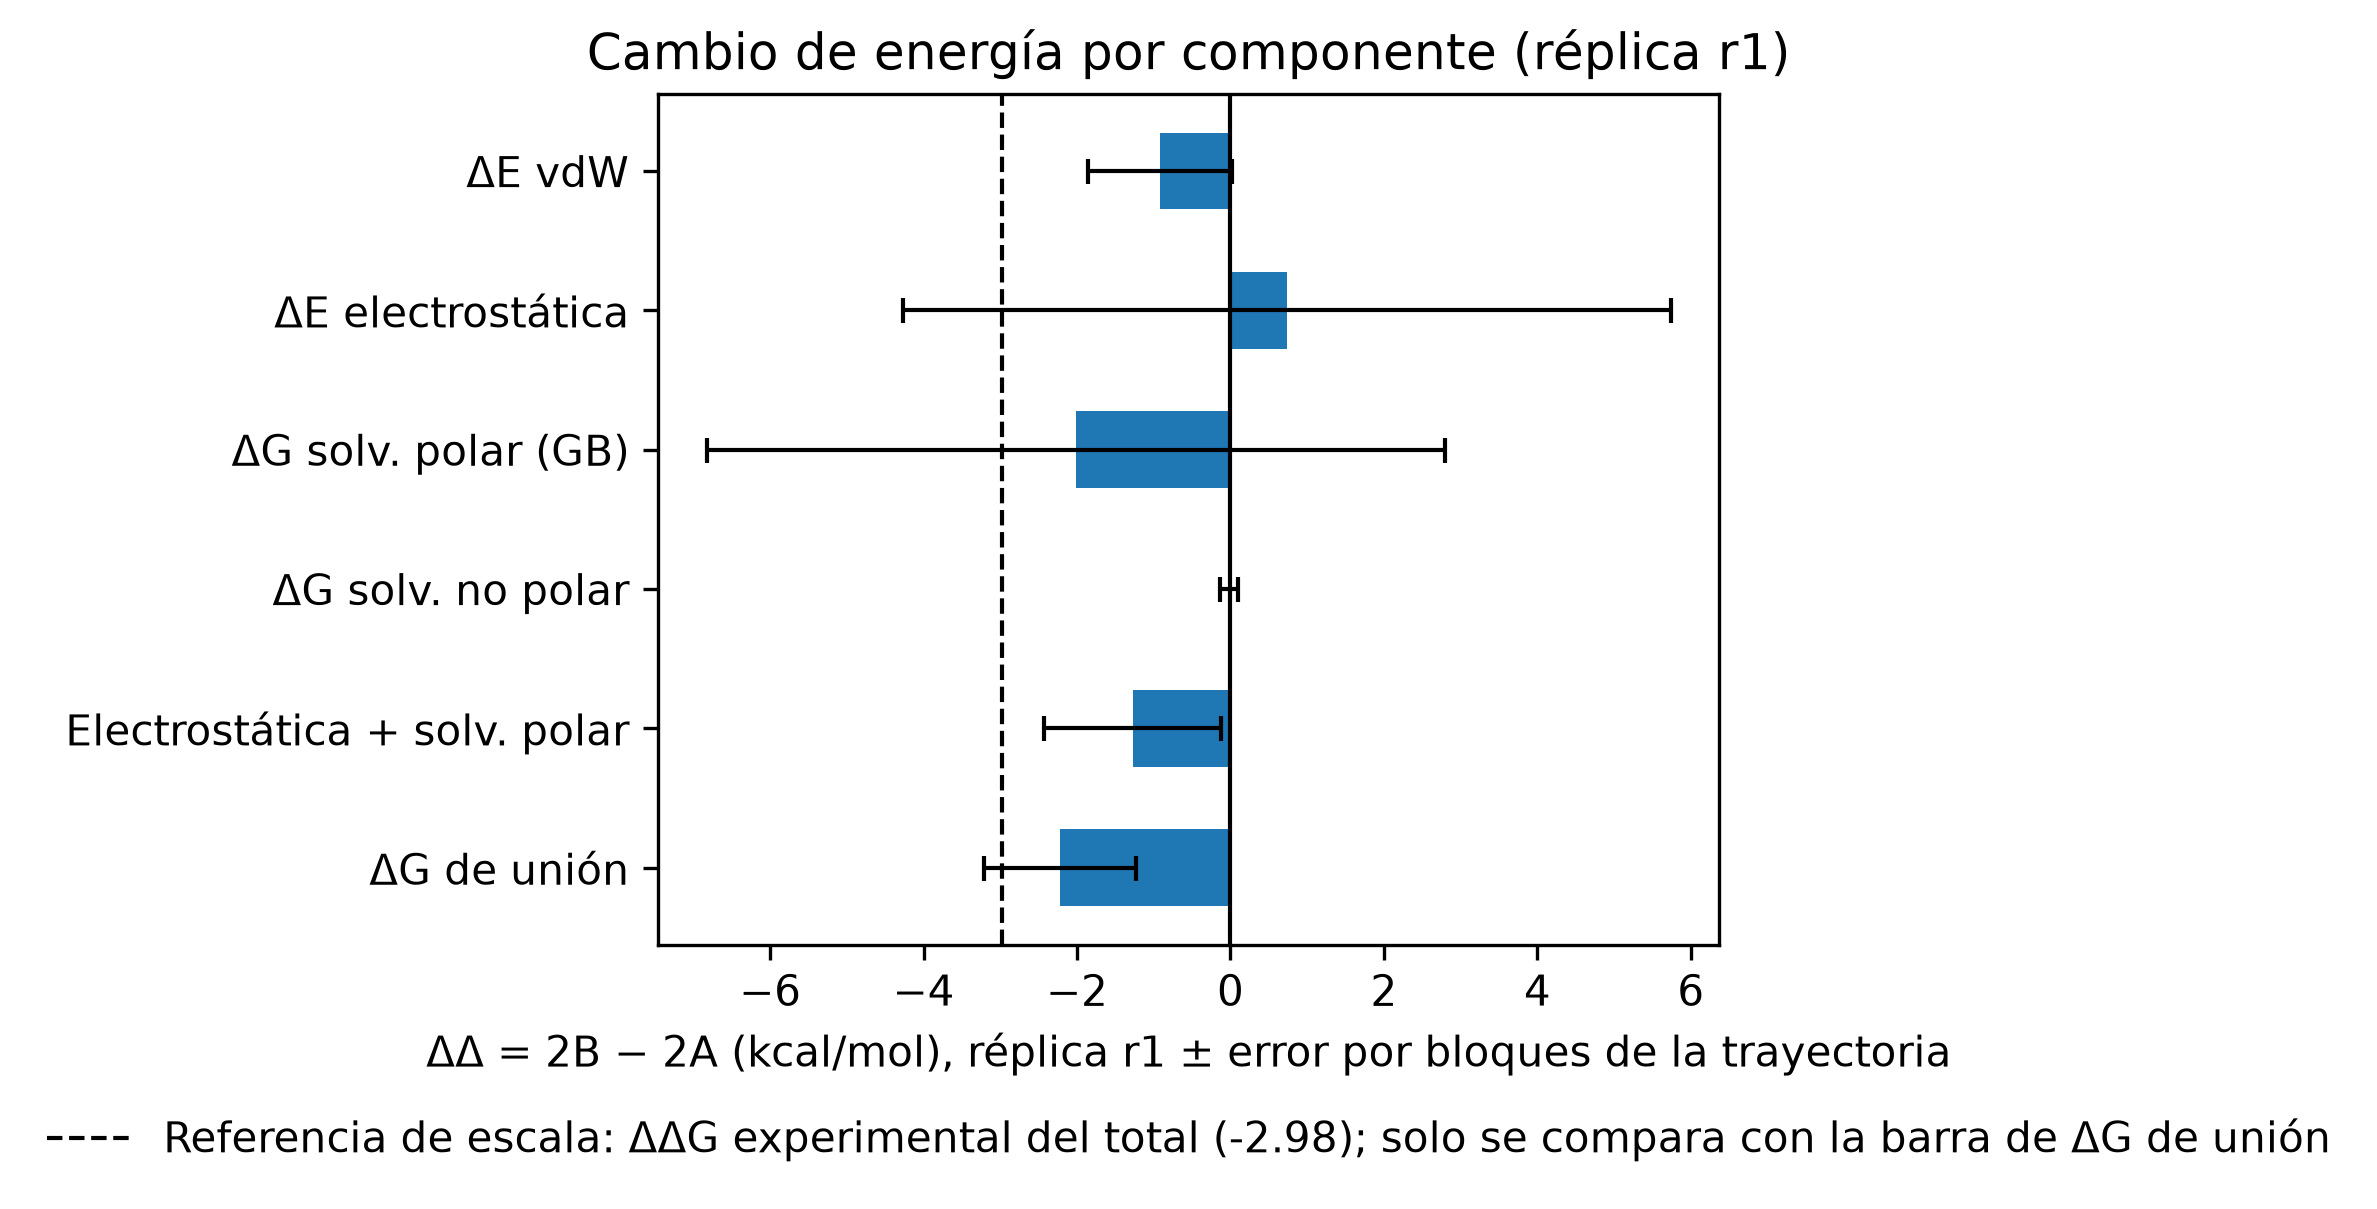 Cambio de energía por componente (réplica r1)
ΔE vdW
ΔE electrostática
ΔG solv. polar (GB)
ΔG solv. no polar
Electrostática + solv. polar
ΔG de unión
−6 −4 −2 0 2 4 6
ΔΔ = 2B − 2A (kcal/mol), réplica r1 ± error por bloques de la trayectoria
Referencia de escala: ΔΔG experimental del total (-2.98); solo se compara con la barra de ΔG de unión